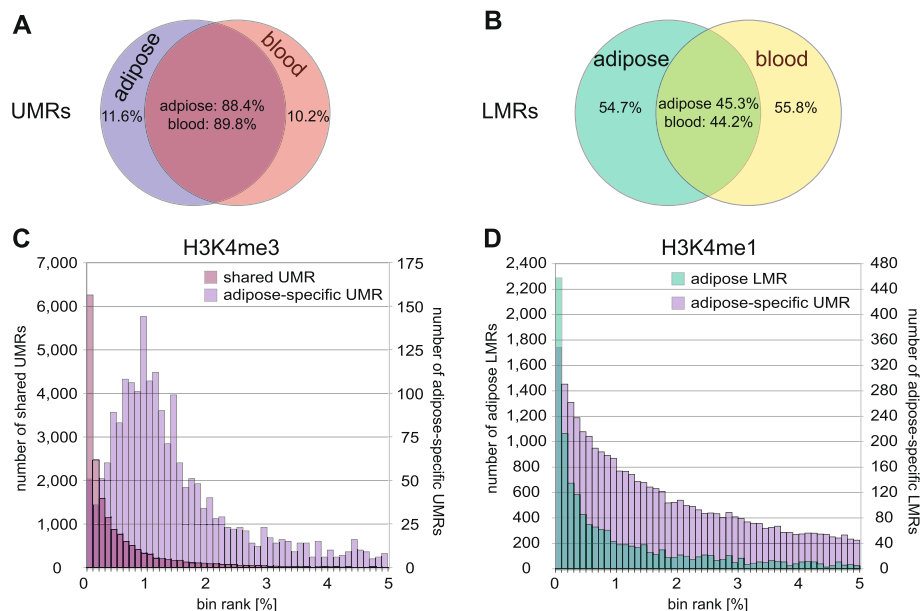 A
adipose
blood
UMRs
11.6%
adpiose: 88.4%
blood: 89.8%
10.2%
B
adipose
blood
LMRs
54.7%
adipose 45.3%
blood: 44.2%
55.8%
C
H3K4me3
shared UMR
adipose-specific UMR
number of shared UMRs
7,000
6,000
5,000
4,000
3,000
2,000
1,000
0
175
150
125
100
75
50
25
0
number of adipose-specific UMRs
0 1 2 3 4 5
bin rank [%]
D
H3K4me1
adipose LMR
adipose-specific UMR
number of adipose LMRs
2,400
2,200
2,000
1,800
1,600
1,400
1,200
1,000
800
600
400
200
0
480
440
400
360
320
280
240
200
160
120
80
40
0
number of adipose-specific LMRs
0 1 2 3 4 5
bin rank [%]